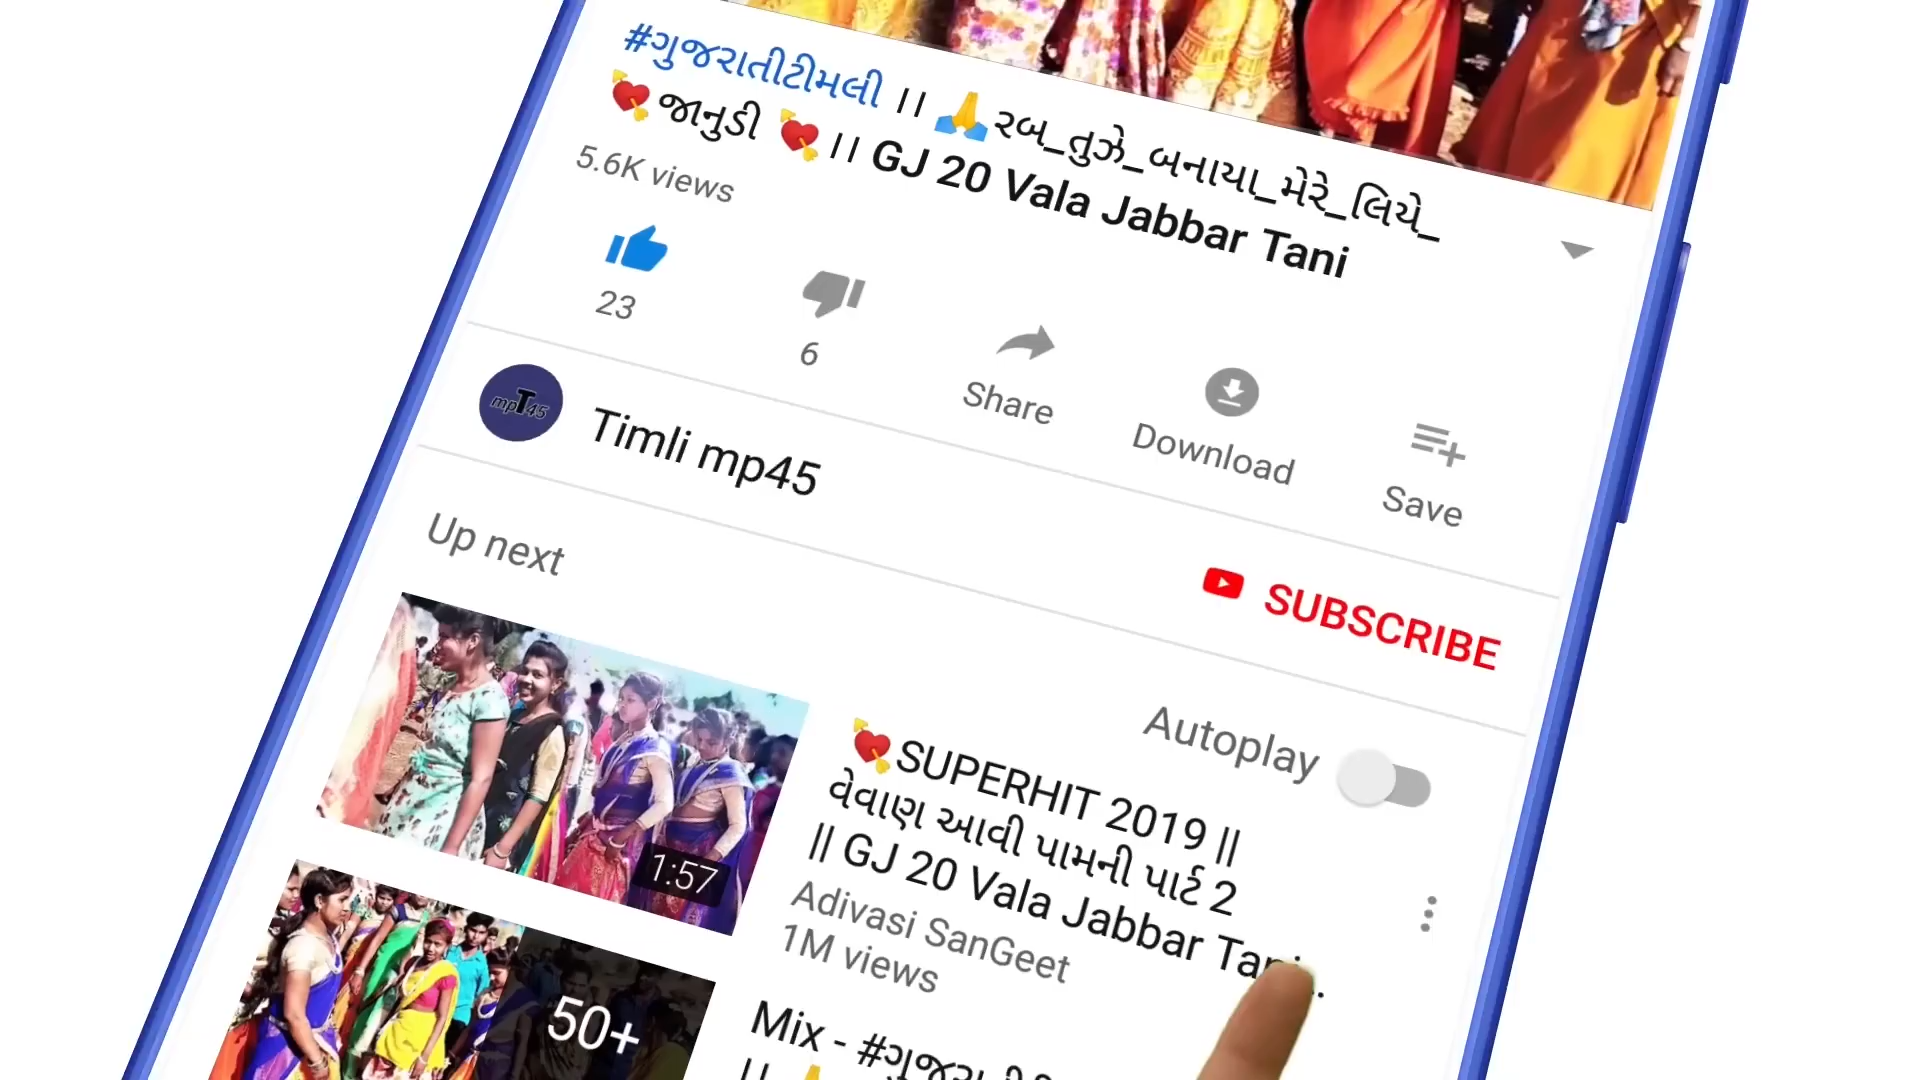 #ગુજરાતીટીમલી ।। 🙏રબ_તુઝે_બનાયા_મેરે_લિયે_
💘જાનુડી 💘।। GJ 20 Vala Jabbar Tani
5.6K views
23
6
Share
Download
Save
mpT45
Timli mp45
SUBSCRIBE
Up next
Autoplay
1:57
💘SUPERHIT 2019 ||
વેવાણ આવી પામની પાર્ટ 2
|| GJ 20 Vala Jabbar Tani..
Adivasi SanGeet
1M views
50+
Mix - #ગુજરાતી